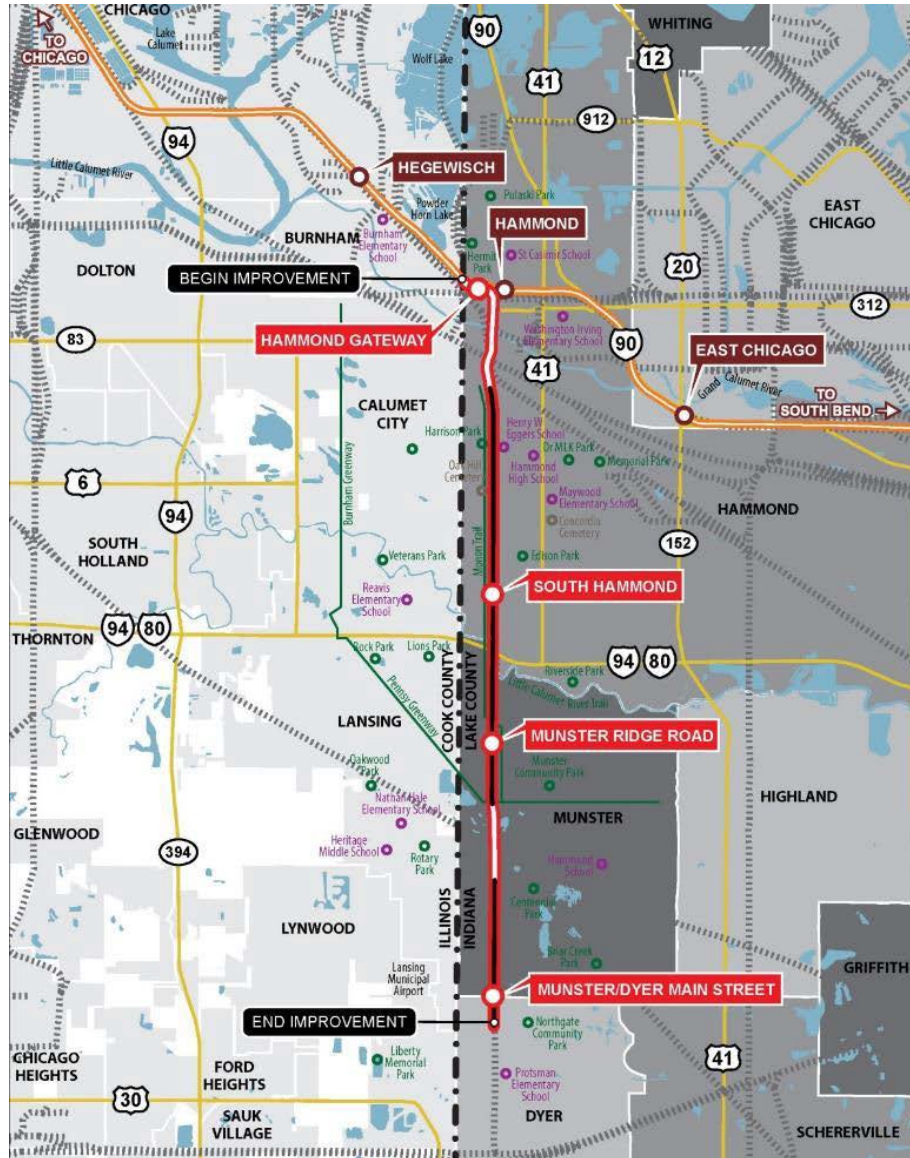 CHICAGO
TO
CHICAGO
Lake
Calumet
90
WHITING
12
41
Wolf Lake
912
94
Little Calumet River
HEGEWISCH
Powder
Horn Lake
Pulaski Park
HAMMOND
EAST
CHICAGO
BURNHAM
Burnham
Elementary
School
Hermit
Park
St Casimir School
DOLTON
BEGIN IMPROVEMENT
20
312
HAMMOND GATEWAY
Washington Irving
Elementary School
90
83
41
EAST CHICAGO
Grand Calumet River
TO
SOUTH BEND
CALUMET
CITY
Harrison Park
Henry W
Eggers School
Dr MLK Park
Memorial Park
Hammond
High School
Oak Hill
Cemetery
Burnham Greenway
6
94
Maywood
Elementary School
Concordia
Cemetery
HAMMOND
SOUTH
HOLLAND
152
Monon Trail
Veterans Park
Edison Park
Reavis
Elementary
School
SOUTH HAMMOND
THORNTON
94
80
Bock Park
Lions Park
94
80
Riverside Park
Little Calumet River Trail
COOK COUNTY
LAKE COUNTY
Pennsy Greenway
LANSING
MUNSTER RIDGE ROAD
Oakwood
Park
Munster
Community Park
Nathan Hale
Elementary School
HIGHLAND
MUNSTER
GLENWOOD
394
Heritage
Middle School
Rotary
Park
Hammond
School
Centennial
Park
ILLINOIS
INDIANA
LYNWOOD
Briar Creek
Park
GRIFFITH
Lansing
Municipal
Airport
MUNSTER/DYER MAIN STREET
END IMPROVEMENT
Northgate
Community
Park
CHICAGO
HEIGHTS
FORD
HEIGHTS
Liberty
Memorial
Park
41
Protsman
Elementary
School
30
SAUK
VILLAGE
DYER
SCHERERVILLE